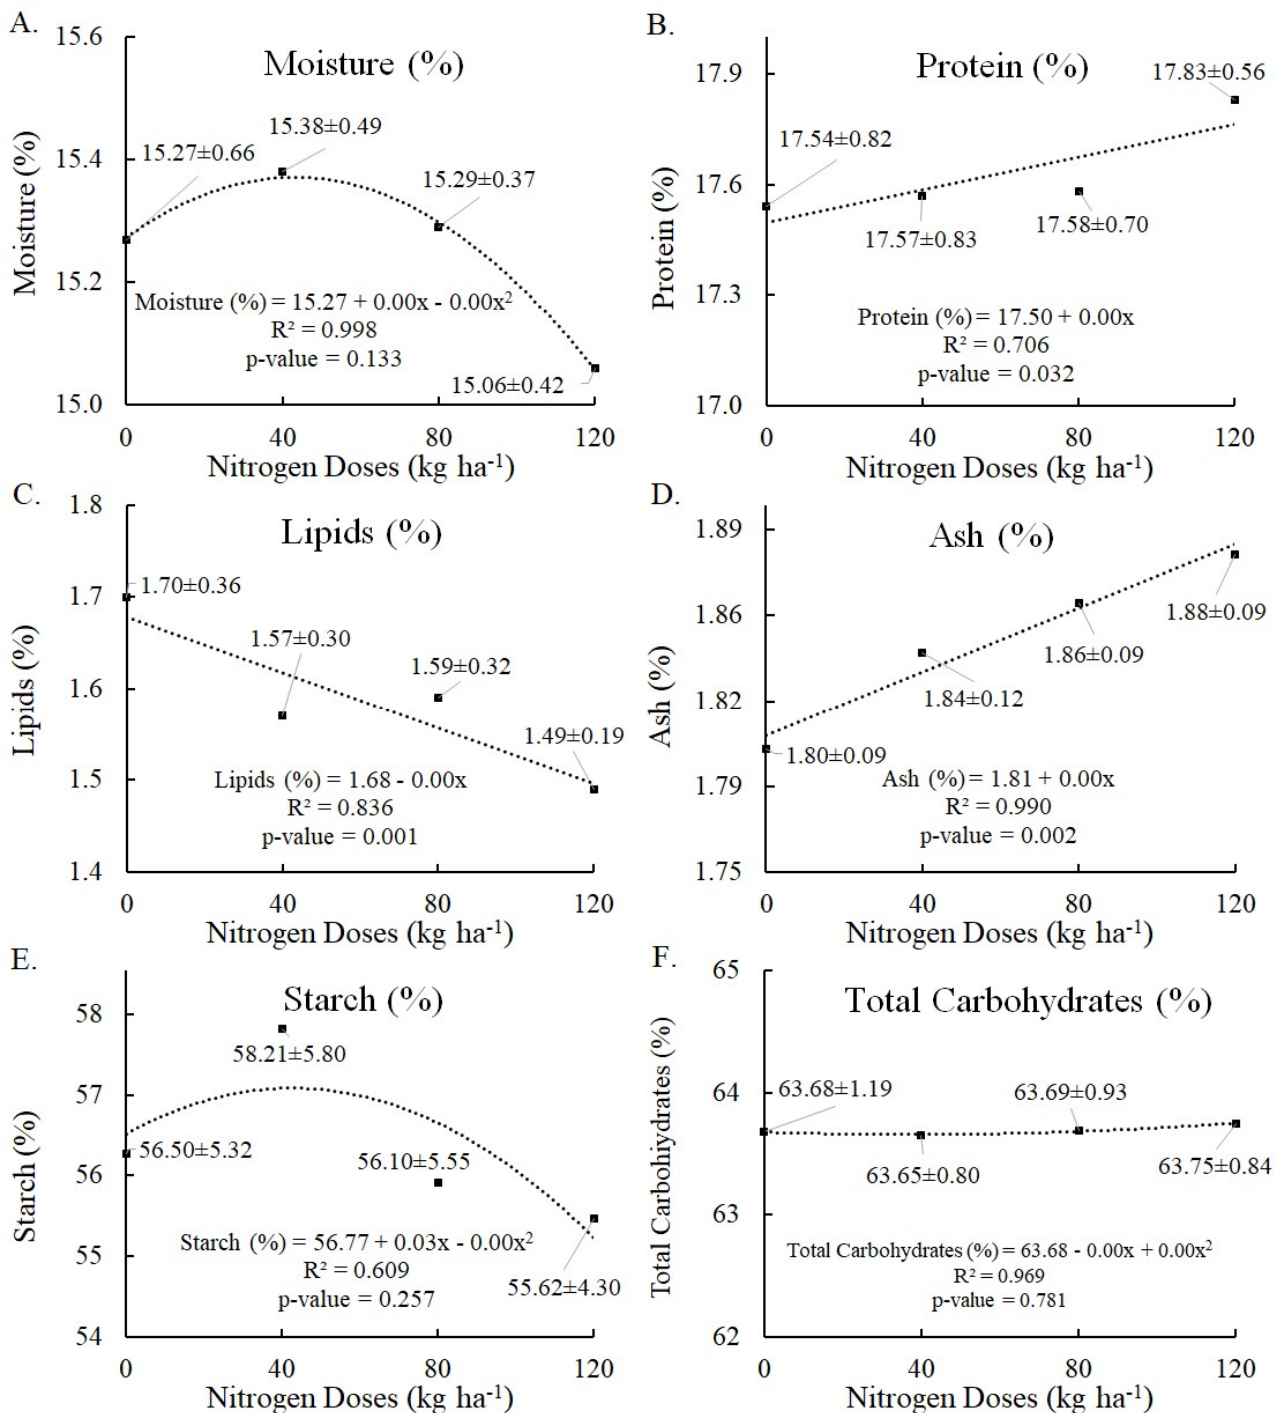 A.
Moisture (%)
15.6
15.4
15.2
15.0
Moisture (%)
15.27±0.66
15.38±0.49
15.29±0.37
15.06±0.42
Moisture (%) = 15.27 + 0.00x - 0.00x²
R² = 0.998
p-value = 0.133
0 40 80 120
Nitrogen Doses (kg ha⁻¹)
B.
Protein (%)
17.9
17.6
17.3
17.0
Protein (%)
17.54±0.82
17.57±0.83
17.58±0.70
17.83±0.56
Protein (%) = 17.50 + 0.00x
R² = 0.706
p-value = 0.032
0 40 80 120
Nitrogen Doses (kg ha⁻¹)
C.
Lipids (%)
1.8
1.7
1.6
1.5
1.4
Lipids (%)
1.70±0.36
1.57±0.30
1.59±0.32
1.49±0.19
Lipids (%) = 1.68 - 0.00x
R² = 0.836
p-value = 0.001
0 40 80 120
Nitrogen Doses (kg ha⁻¹)
D.
Ash (%)
1.89
1.86
1.82
1.79
1.75
Ash (%)
1.80±0.09
1.84±0.12
1.86±0.09
1.88±0.09
Ash (%) = 1.81 + 0.00x
R² = 0.990
p-value = 0.002
0 40 80 120
Nitrogen Doses (kg ha⁻¹)
E.
Starch (%)
58
57
56
55
54
Starch (%)
56.50±5.32
58.21±5.80
56.10±5.55
55.62±4.30
Starch (%) = 56.77 + 0.03x - 0.00x²
R² = 0.609
p-value = 0.257
0 40 80 120
Nitrogen Doses (kg ha⁻¹)
F.
Total Carbohydrates (%)
65
64
63
62
Total Carbohydrates (%)
63.68±1.19
63.65±0.80
63.69±0.93
63.75±0.84
Total Carbohydrates (%) = 63.68 - 0.00x + 0.00x²
R² = 0.969
p-value = 0.781
0 40 80 120
Nitrogen Doses (kg ha⁻¹)